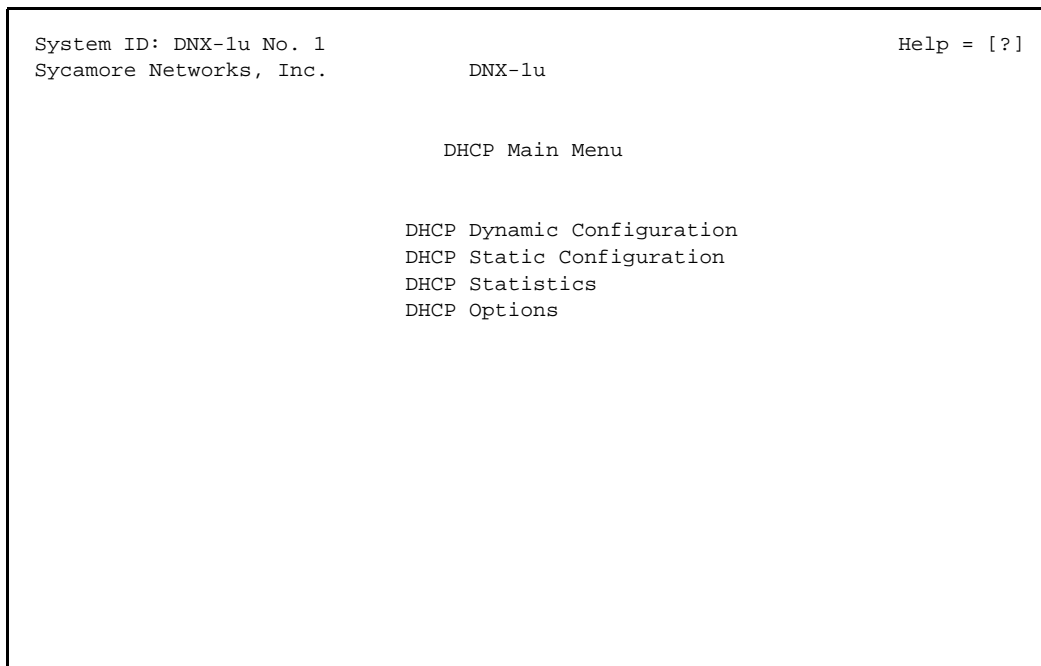 System ID: DNX-1u No. 1 Help = [?]
Sycamore Networks, Inc. DNX-1u
DHCP Main Menu
DHCP Dynamic Configuration
DHCP Static Configuration
DHCP Statistics
DHCP Options